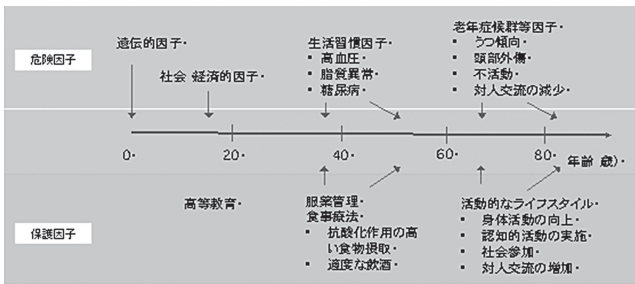 危険因子
遺伝的因子・
社会 経済的因子・
生活習慣因子・
▪ 高血圧・
▪ 脂質異常・
▪ 糖尿病・
老年症候群等因子・
▪ うつ傾向・
▪ 頭部外傷・
▪ 不活動・
▪ 対人交流の減少・
0・
20・
40・
60・
80・
年齢 歳)・
保護因子
高等教育・
服薬管理・
食事療法・
▪ 抗酸化作用の高
い食物摂取・
▪ 適度な飲酒・
活動的なライフスタイル・
▪ 身体活動の向上・
▪ 認知的活動の実施・
▪ 社会参加・
▪ 対人交流の増加・